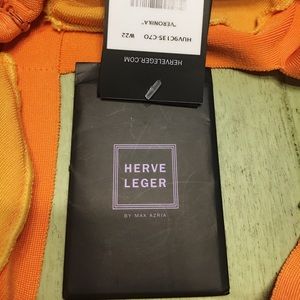 HERVELEGER.COM
W22
HUV9C135-C7O
"VERONIKA"
HERVE
LEGER
BY MAX AZRIA